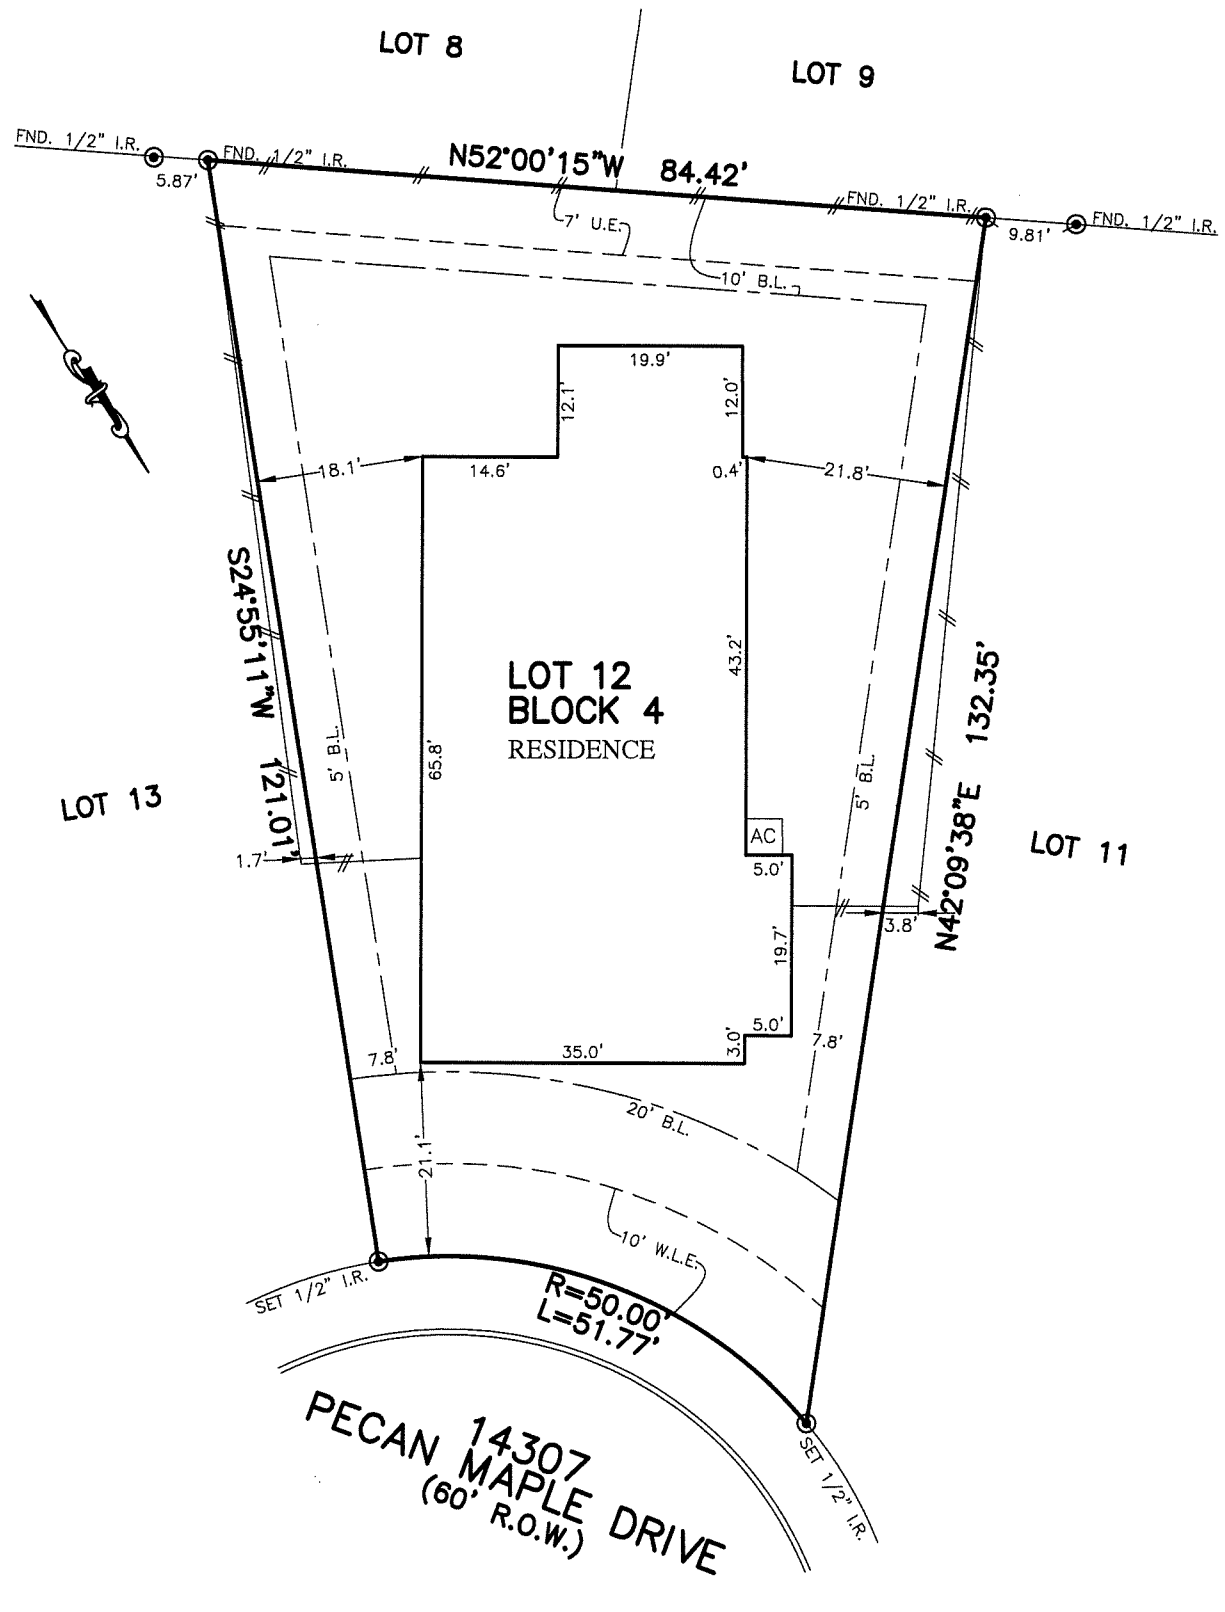 LOT 8
LOT 9
FND. 1/2" I.R.
FND. 1/2" I.R.
N52°00'15"W 84.42'
FND. 1/2" I.R.
FND. 1/2" I.R.
5.87'
9.81'
7' U.E.
10' B.L.
19.9'
12.1'
12.0'
18.1'
14.6'
0.4'
21.8'
S24°55'11"W 121.01'
43.2'
LOT 12
BLOCK 4
RESIDENCE
N42°09'38"E 132.35'
5' B.L.
65.8'
5' B.L.
LOT 13
AC
LOT 11
1.7'
5.0'
3.8'
19.7'
5.0'
7.8'
35.0'
3.0'
7.8'
20' B.L.
21.1'
10' W.L.E.
SET 1/2" I.R.
R=50.00'
L=51.77'
SET 1/2" I.R.
14307
PECAN MAPLE DRIVE
(60' R.O.W.)